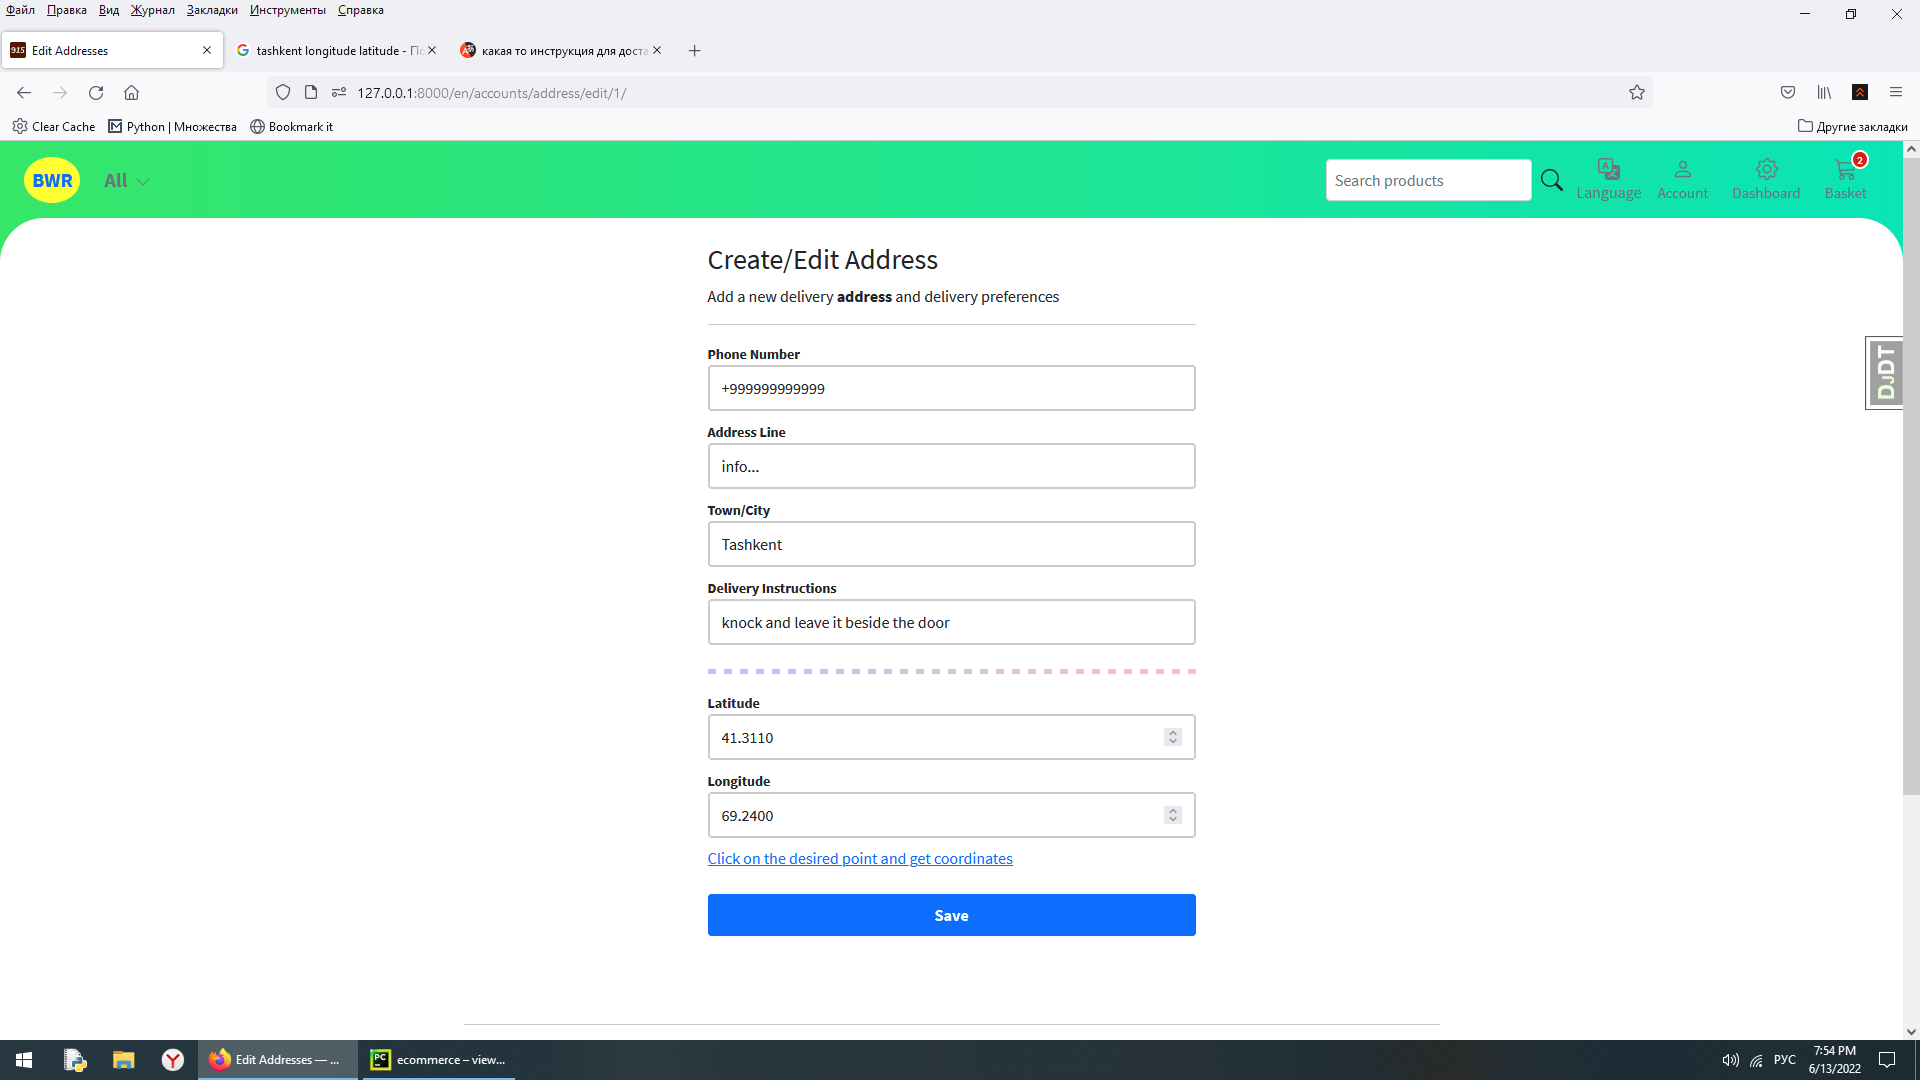 Файл Правка Вид Журнал Закладки Инструменты Справка
915 Edit Addresses
tashkent longitude latitude - По
какая то инструкция для доста
127.0.0.1:8000/en/accounts/address/edit/1/
Clear Cache
Python | Множества
Bookmark it
Другие закладки
BWR
All
Search products
Language
Account
Dashboard
2
Basket
Create/Edit Address
Add a new delivery address and delivery preferences
DJDT
Phone Number
+999999999999
Address Line
info...
Town/City
Tashkent
Delivery Instructions
knock and leave it beside the door
Latitude
41.3110
Longitude
69.2400
Click on the desired point and get coordinates
Save
Edit Addresses — ...
PC ecommerce – view...
РУС
7:54 PM
6/13/2022